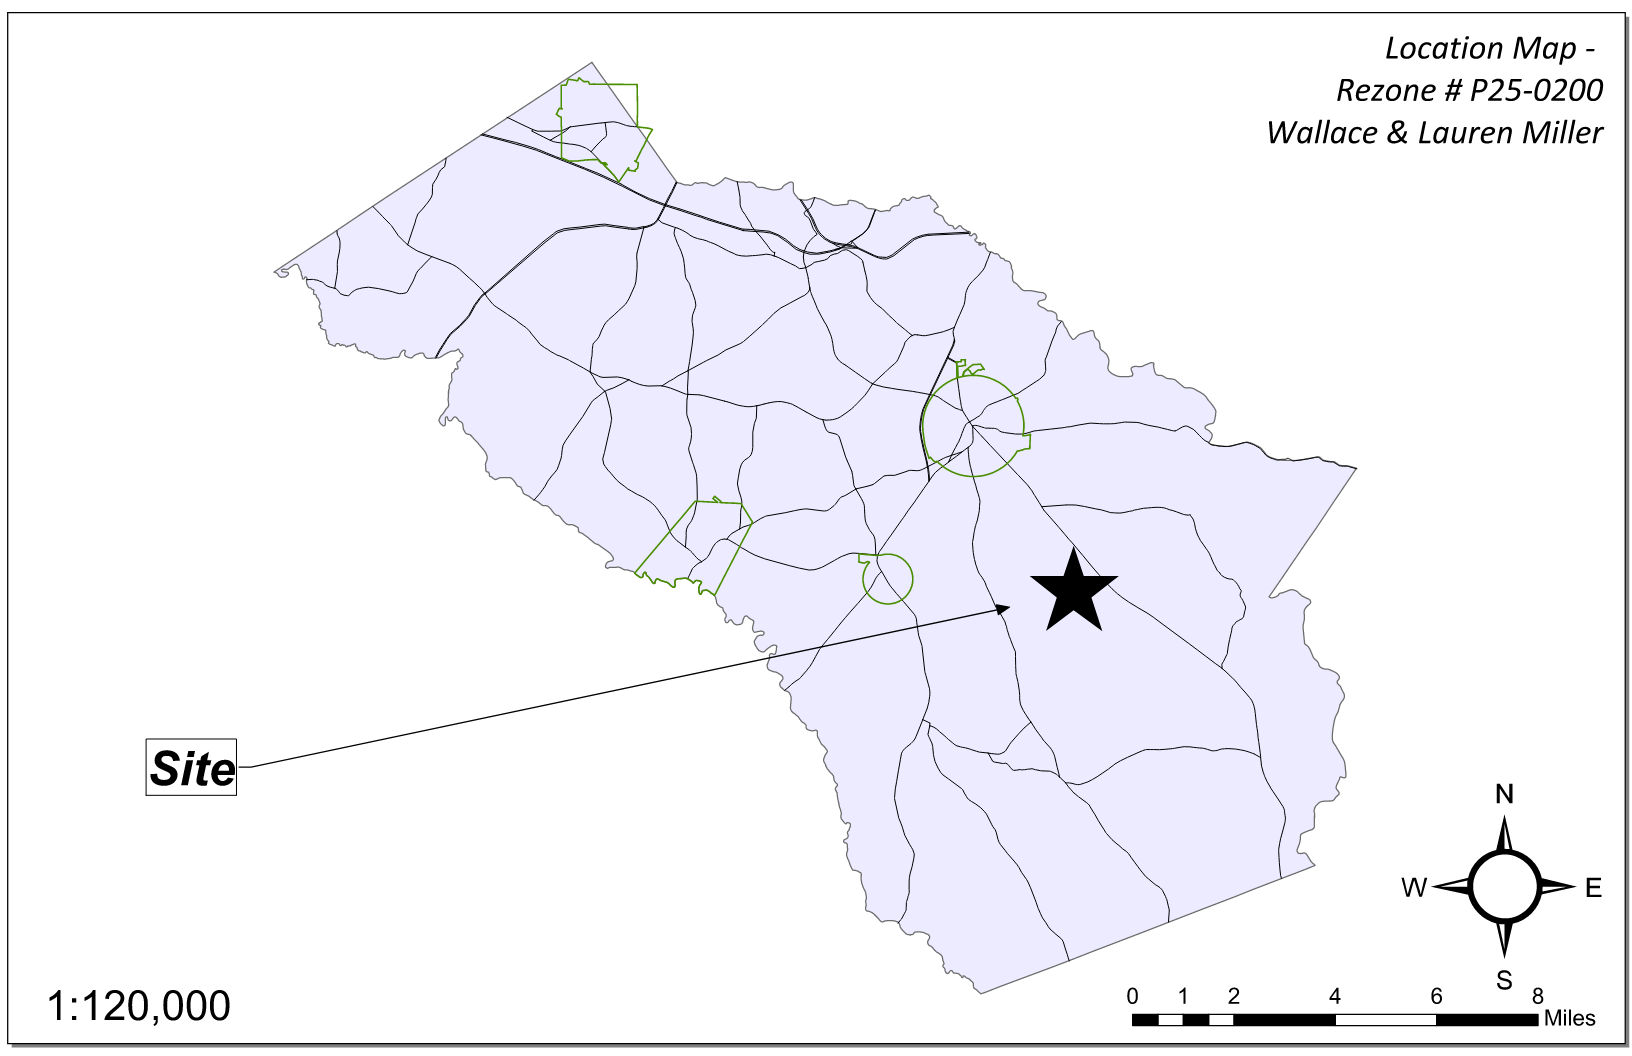 Location Map -
Rezone # P25-0200
Wallace & Lauren Miller
Site
N
W E
S
1:120,000
0 1 2 4 6 8
Miles